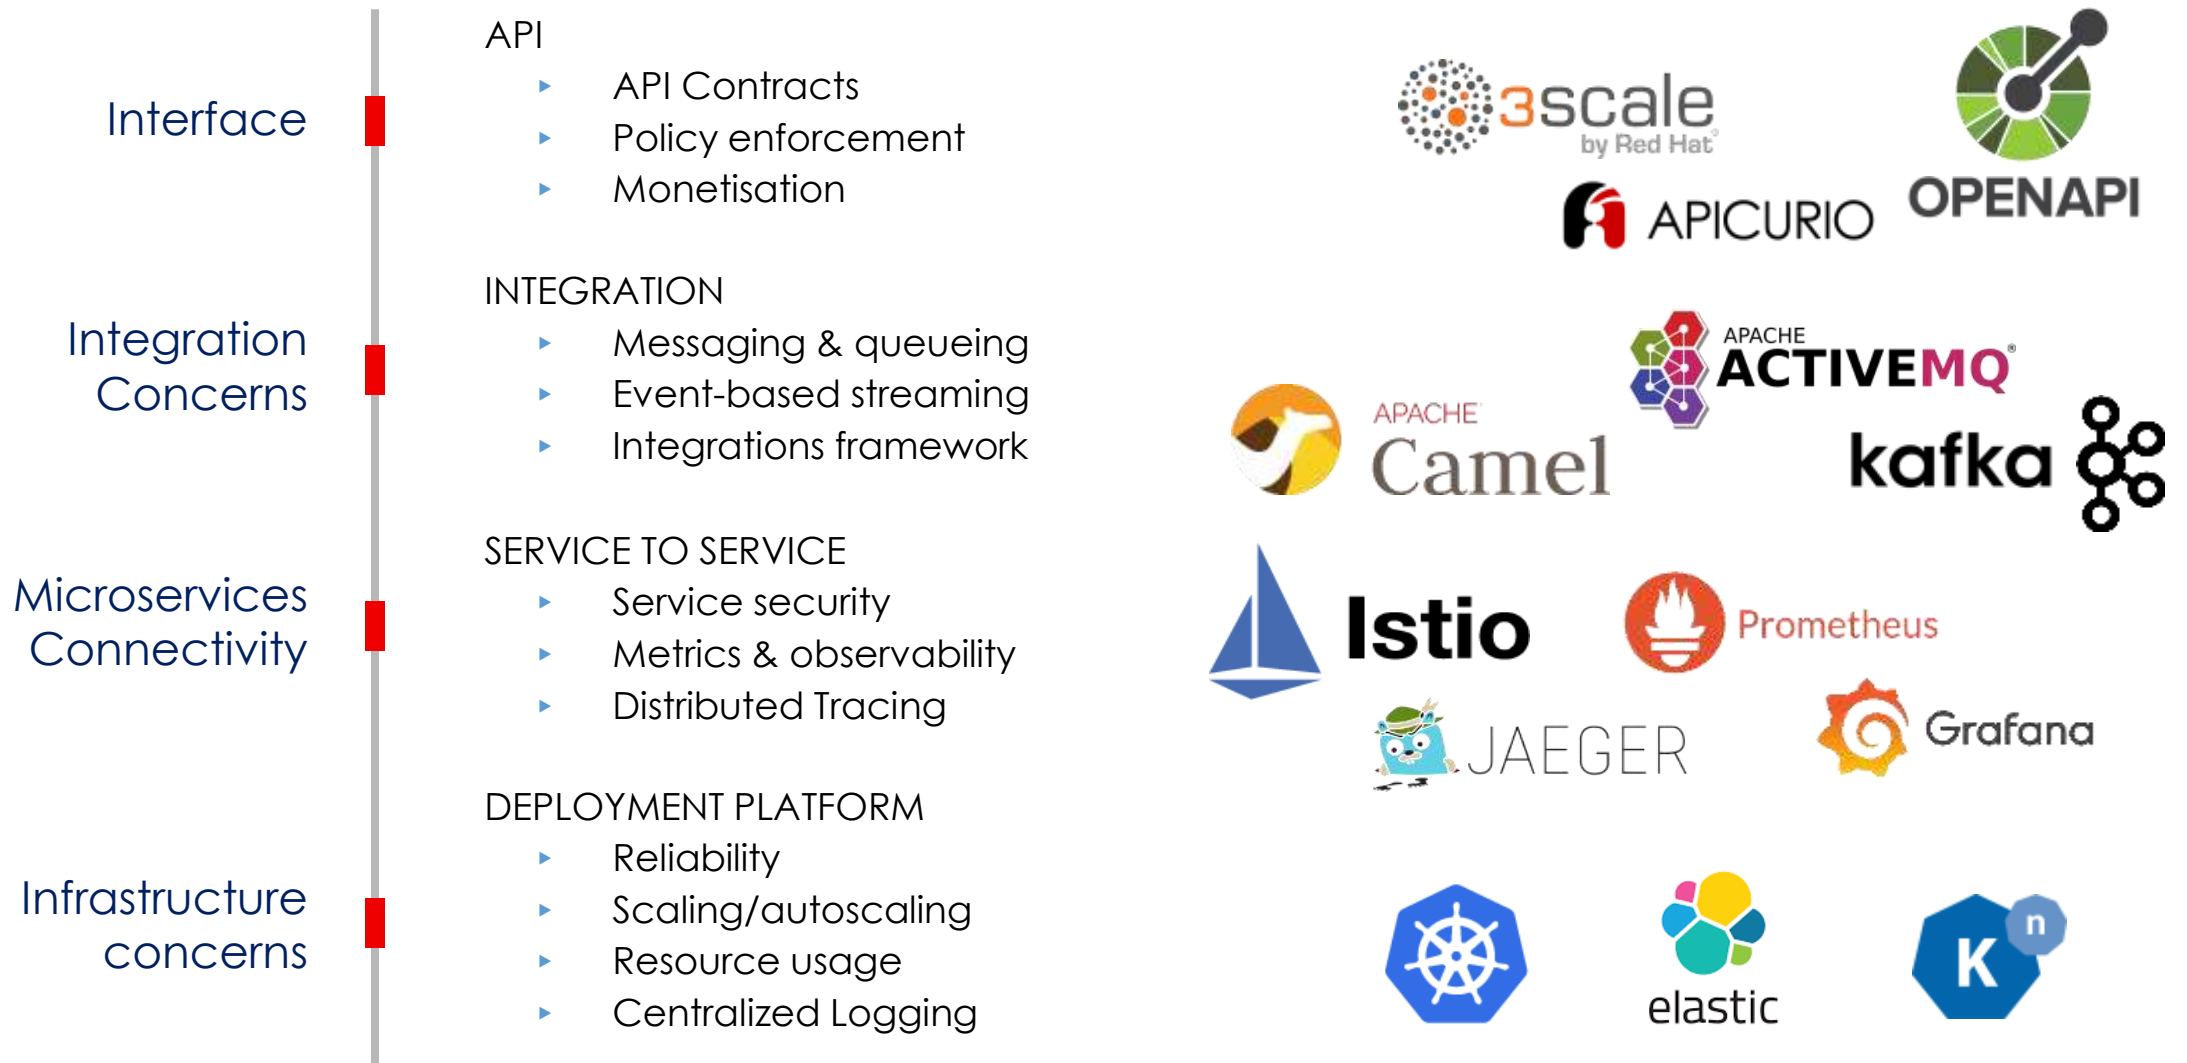 Interface
API
API Contracts
Policy enforcement
Monetisation
3scale
by Red Hat
OPENAPI
APICURIO
Integration
Concerns
INTEGRATION
Messaging & queueing
Event-based streaming
Integrations framework
APACHE
ACTIVEMQ®
APACHE
Camel
kafka
Microservices
Connectivity
SERVICE TO SERVICE
Service security
Metrics & observability
Distributed Tracing
Istio
Prometheus
JAEGER
Grafana
Infrastructure
concerns
DEPLOYMENT PLATFORM
Reliability
Scaling/autoscaling
Resource usage
Centralized Logging
elastic
K n